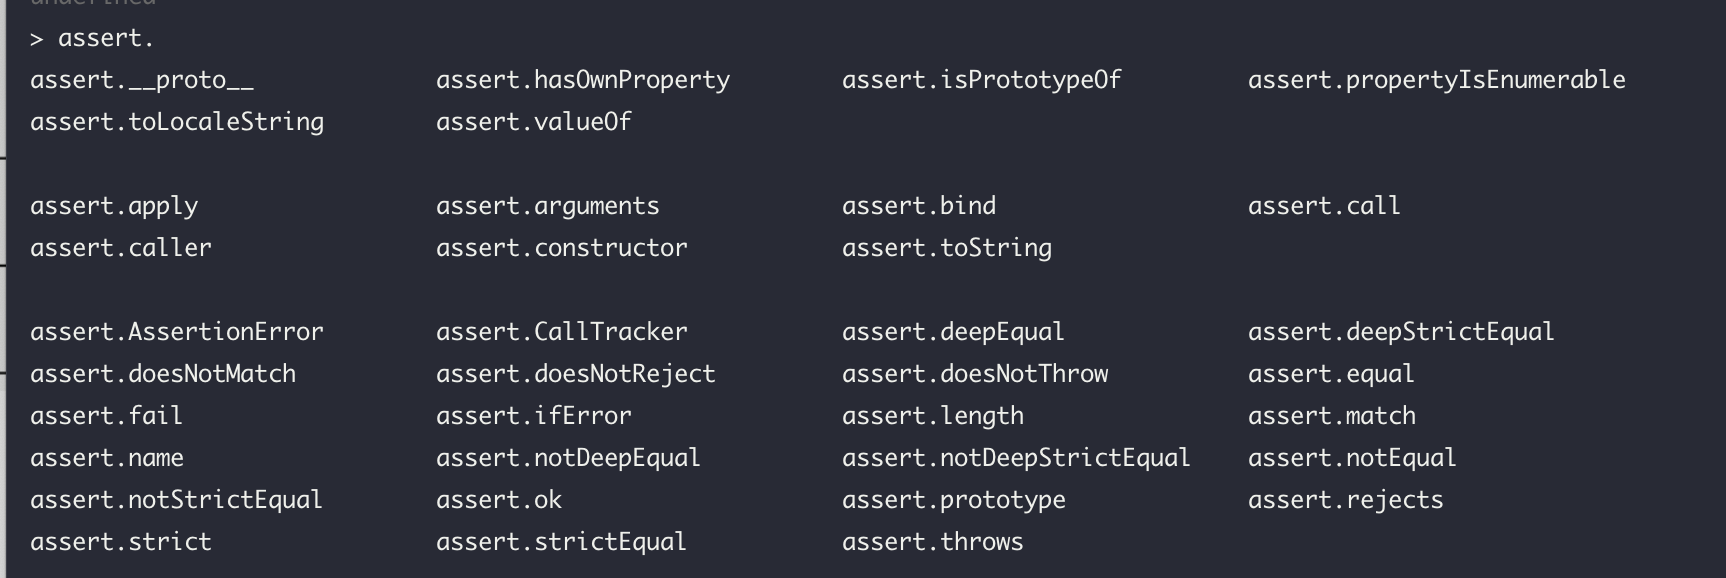 undefined
> assert.
assert.__proto__ assert.hasOwnProperty assert.isPrototypeOf assert.propertyIsEnumerable
assert.toLocaleString assert.valueOf
assert.apply assert.arguments assert.bind assert.call
assert.caller assert.constructor assert.toString
assert.AssertionError assert.CallTracker assert.deepEqual assert.deepStrictEqual
assert.doesNotMatch assert.doesNotReject assert.doesNotThrow assert.equal
assert.fail assert.ifError assert.length assert.match
assert.name assert.notDeepEqual assert.notDeepStrictEqual assert.notEqual
assert.notStrictEqual assert.ok assert.prototype assert.rejects
assert.strict assert.strictEqual assert.throws